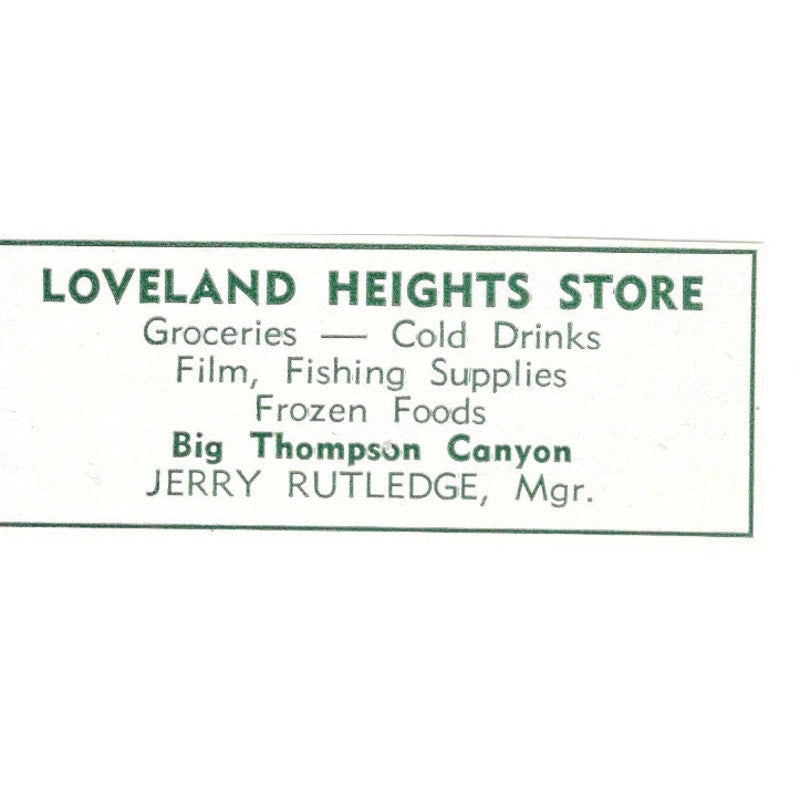 LOVELAND HEIGHTS STORE
Groceries — Cold Drinks
Film, Fishing Supplies
Frozen Foods
Big Thompson Canyon
JERRY RUTLEDGE, Mgr.